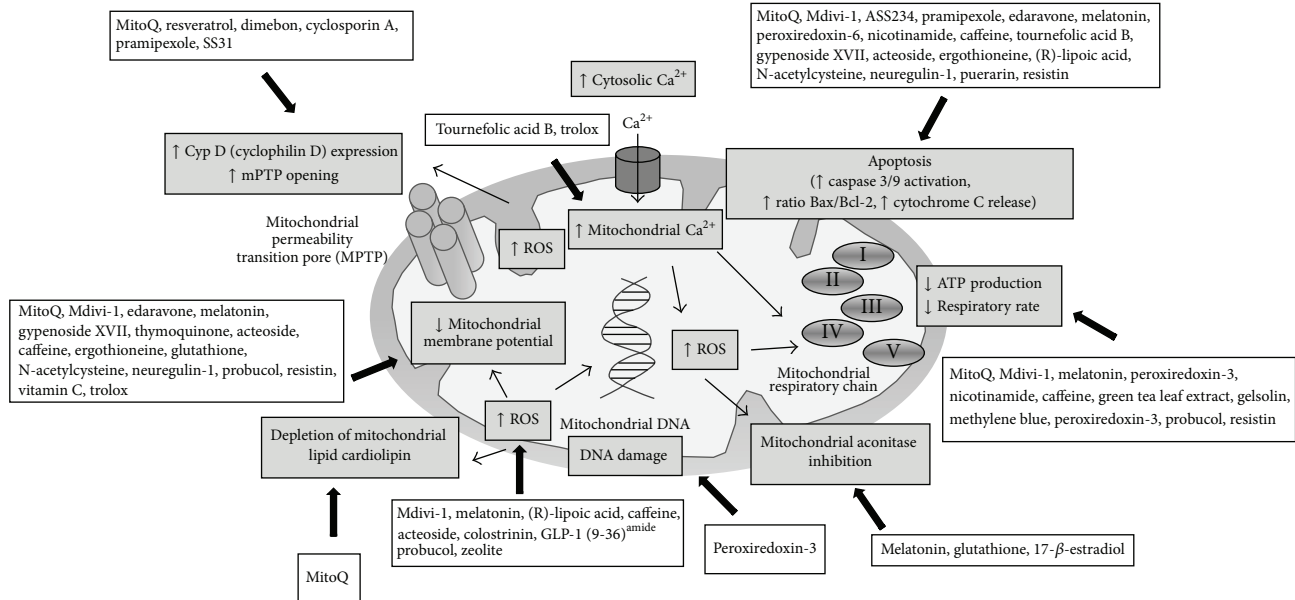 MitoQ, resveratrol, dimebon, cyclosporin A,
pramipexole, SS31
MitoQ, Mdivi-1, ASS234, pramipexole, edaravone, melatonin,
peroxiredoxin-6, nicotinamide, caffeine, tournefolic acid B,
gypenoside XVII, acteoside, ergothioneine, (R)-lipoic acid,
N-acetylcysteine, neuregulin-1, puerarin, resistin
↑ Cytosolic Ca²⁺
Ca²⁺
Tournefolic acid B, trolox
↑ Cyp D (cyclophilin D) expression
↑ mPTP opening
Apoptosis
(↑ caspase 3/9 activation,
↑ ratio Bax/Bcl-2, ↑ cytochrome C release)
Mitochondrial
permeability
transition pore (MPTP)
↑ ROS
↑ Mitochondrial Ca²⁺
I
II
III
IV
V
↓ ATP production
↓ Respiratory rate
MitoQ, Mdivi-1, edaravone, melatonin,
gypenoside XVII, thymoquinone, acteoside,
caffeine, ergothioneine, glutathione,
N-acetylcysteine, neuregulin-1, probucol, resistin,
vitamin C, trolox
↓ Mitochondrial
membrane potential
↑ ROS
Mitochondrial
respiratory chain
MitoQ, Mdivi-1, melatonin, peroxiredoxin-3,
nicotinamide, caffeine, green tea leaf extract, gelsolin,
methylene blue, peroxiredoxin-3, probucol, resistin
↑ ROS
Mitochondrial DNA
DNA damage
Depletion of mitochondrial
lipid cardiolipin
Mitochondrial aconitase
inhibition
Mdivi-1, melatonin, (R)-lipoic acid, caffeine,
acteoside, colostrinin, GLP-1 (9-36)ᵃᵐⁱᵈᵉ
probucol, zeolite
Peroxiredoxin-3
Melatonin, glutathione, 17-β-estradiol
MitoQ